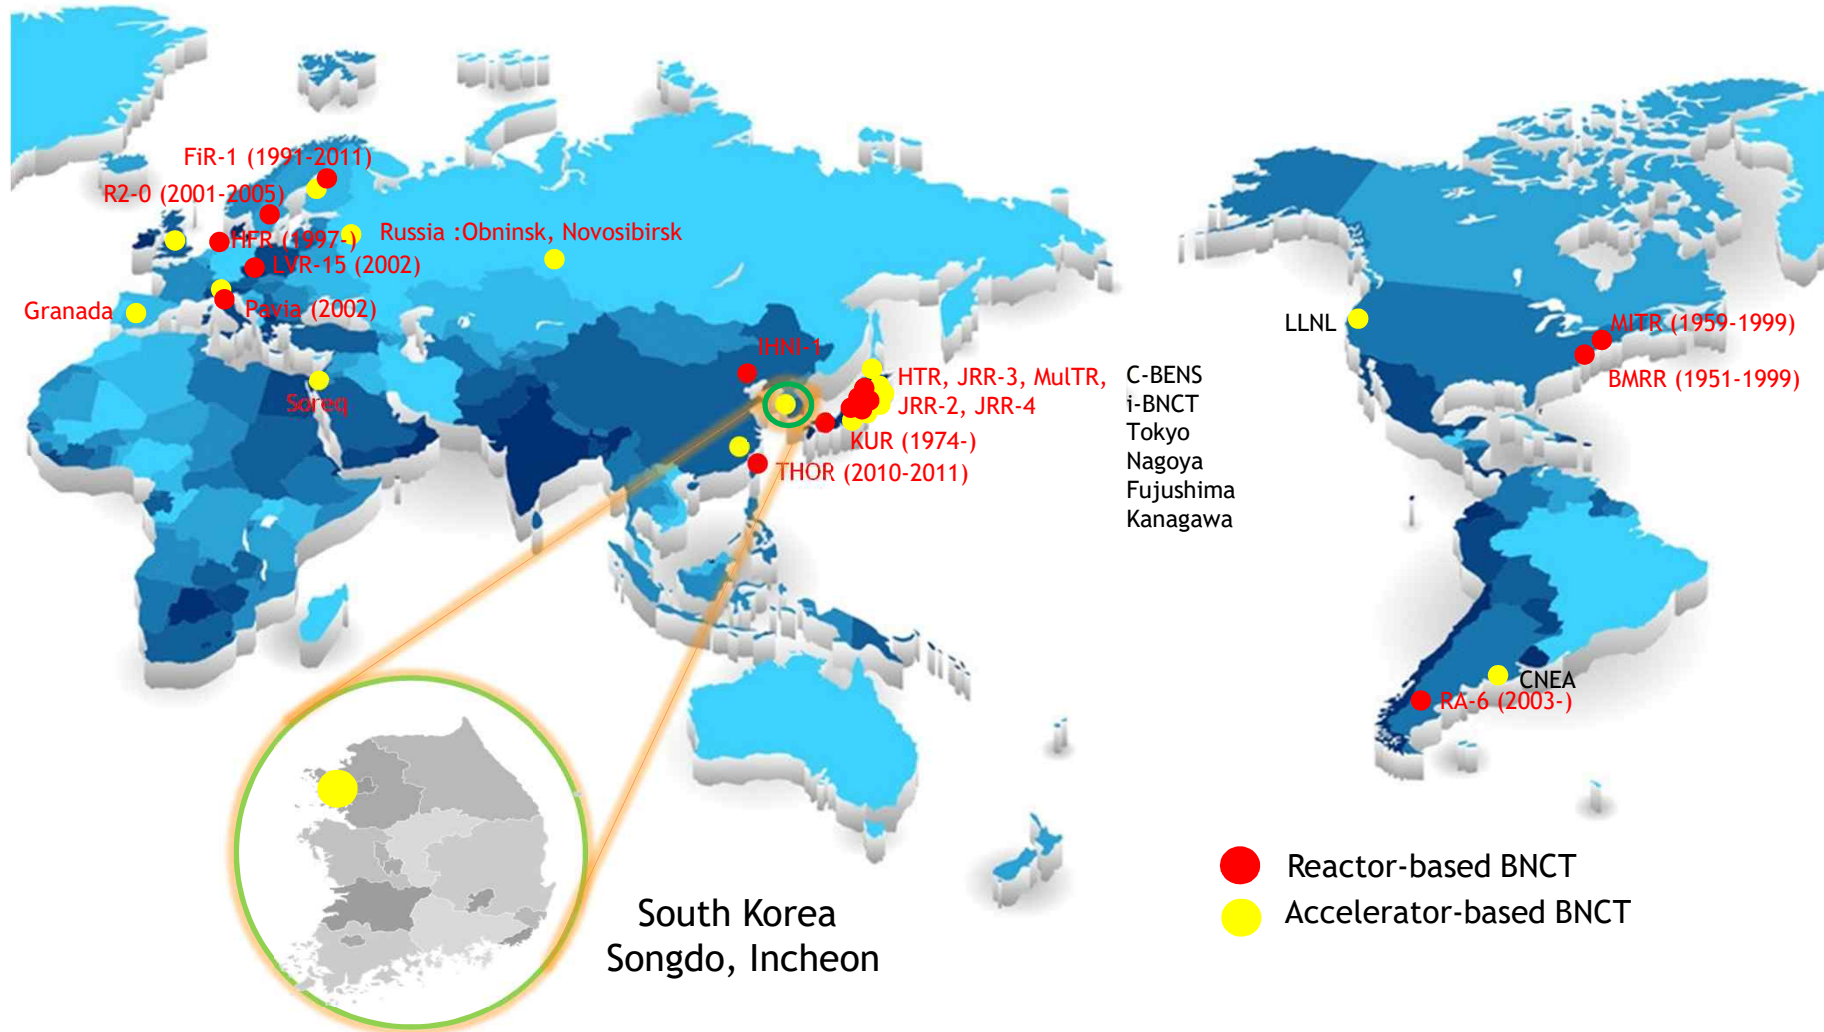 FiR-1 (1991-2011)
R2-0 (2001-2005)
HFR (1997-)
Russia :Obninsk, Novosibirsk
LVR-15 (2002)
Granada
Pavia (2002)
Soreq
IHNI-1
HTR, JRR-3, MulTR,
JRR-2, JRR-4
KUR (1974-)
THOR (2010-2011)
C-BENS
i-BNCT
Tokyo
Nagoya
Fujushima
Kanagawa
LLNL
MITR (1959-1999)
BMRR (1951-1999)
CNEA
RA-6 (2003-)
South Korea
Songdo, Incheon
Reactor-based BNCT
Accelerator-based BNCT